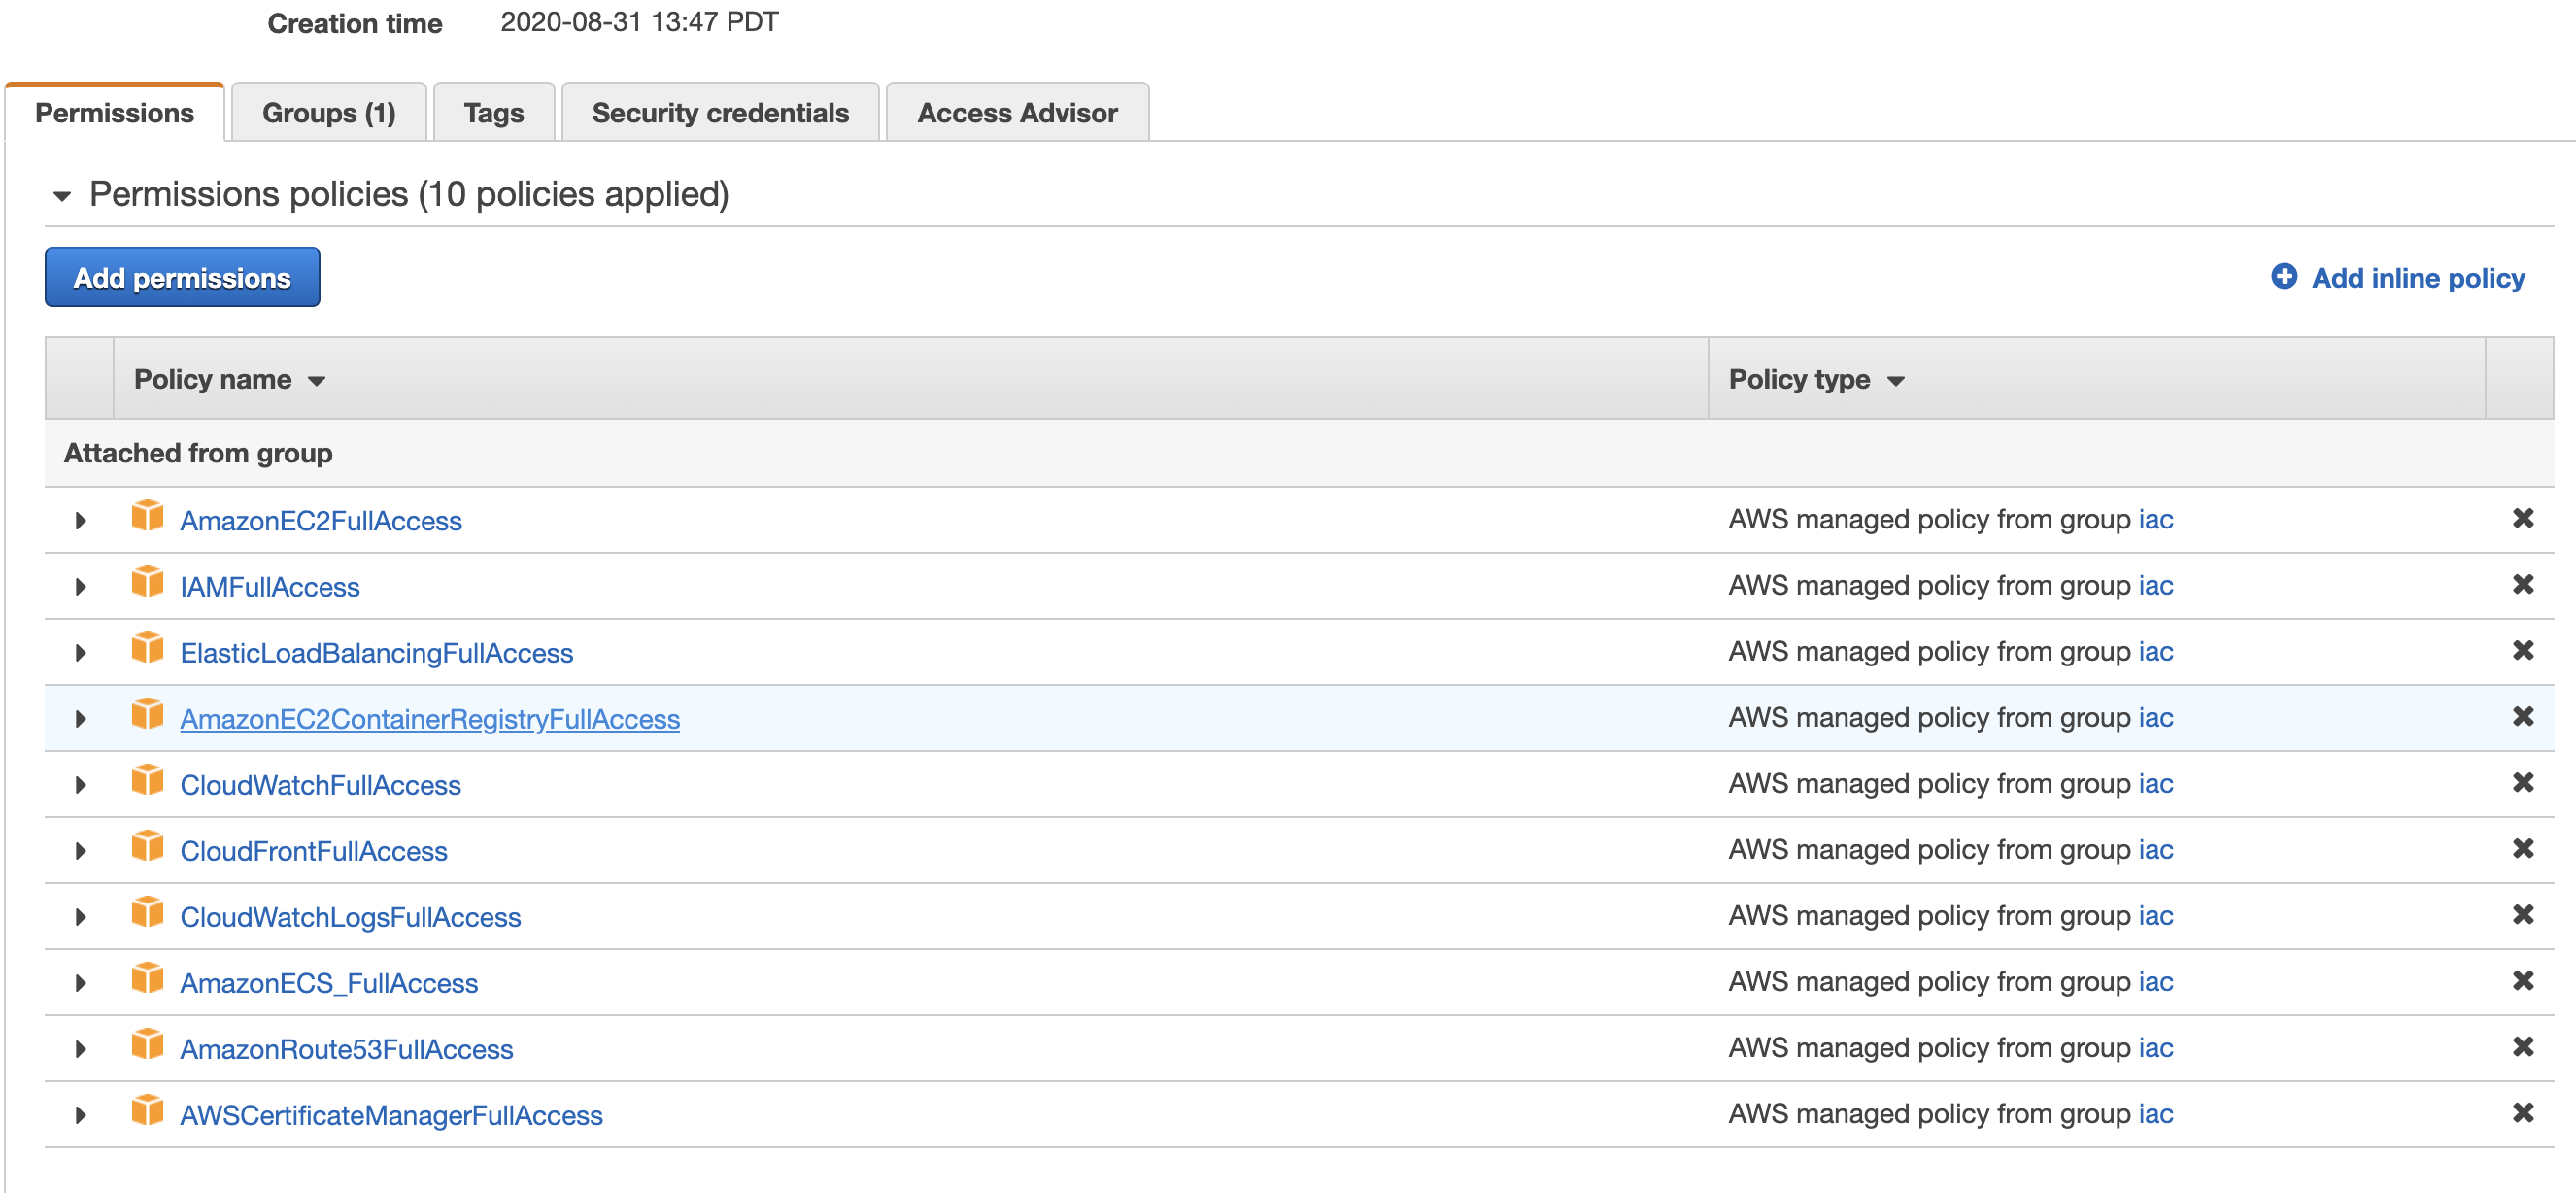 Creation time 2020-08-31 13:47 PDT
Permissions Groups (1) Tags Security credentials Access Advisor
Permissions policies (10 policies applied)
Add permissions Add inline policy
Policy name Policy type
Attached from group
AmazonEC2FullAccess AWS managed policy from group iac
IAMFullAccess AWS managed policy from group iac
ElasticLoadBalancingFullAccess AWS managed policy from group iac
AmazonEC2ContainerRegistryFullAccess AWS managed policy from group iac
CloudWatchFullAccess AWS managed policy from group iac
CloudFrontFullAccess AWS managed policy from group iac
CloudWatchLogsFullAccess AWS managed policy from group iac
AmazonECS_FullAccess AWS managed policy from group iac
AmazonRoute53FullAccess AWS managed policy from group iac
AWSCertificateManagerFullAccess AWS managed policy from group iac